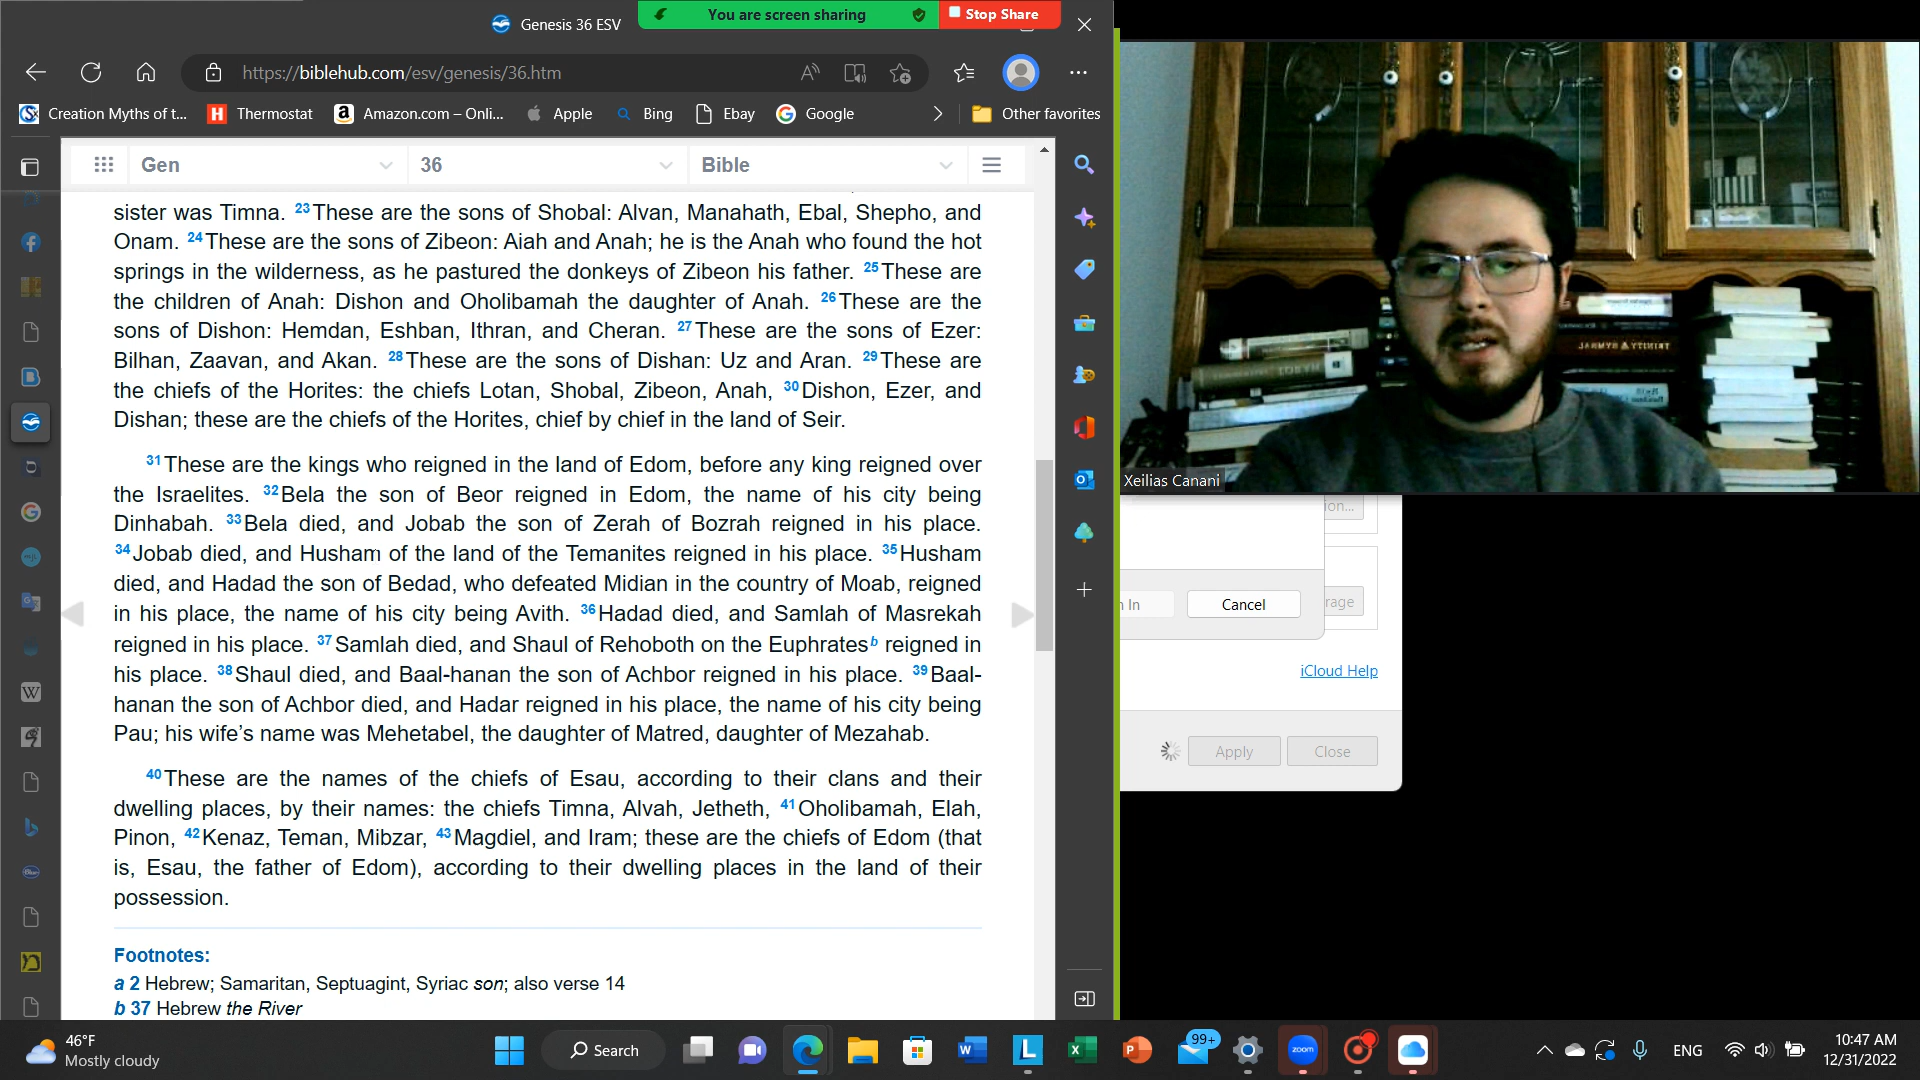 Genesis 36 ESV
You are screen sharing
Stop Share
https://biblehub.com/esv/genesis/36.htm
Creation Myths of t...
Thermostat
Amazon.com – Onli...
Apple
Bing
Ebay
Google
Other favorites
Gen
36
Bible
sister was Timna. 23 These are the sons of Shobal: Alvan, Manahath, Ebal, Shepho, and
Onam. 24 These are the sons of Zibeon: Aiah and Anah; he is the Anah who found the hot
springs in the wilderness, as he pastured the donkeys of Zibeon his father. 25 These are
the children of Anah: Dishon and Oholibamah the daughter of Anah. 26 These are the
sons of Dishon: Hemdan, Eshban, Ithran, and Cheran. 27 These are the sons of Ezer:
Bilhan, Zaavan, and Akan. 28 These are the sons of Dishan: Uz and Aran. 29 These are
the chiefs of the Horites: the chiefs Lotan, Shobal, Zibeon, Anah, 30 Dishon, Ezer, and
Dishan; these are the chiefs of the Horites, chief by chief in the land of Seir.
31 These are the kings who reigned in the land of Edom, before any king reigned over
the Israelites. 32 Bela the son of Beor reigned in Edom, the name of his city being
Dinhabah. 33 Bela died, and Jobab the son of Zerah of Bozrah reigned in his place.
34 Jobab died, and Husham of the land of the Temanites reigned in his place. 35 Husham
died, and Hadad the son of Bedad, who defeated Midian in the country of Moab, reigned
in his place, the name of his city being Avith. 36 Hadad died, and Samlah of Masrekah
reigned in his place. 37 Samlah died, and Shaul of Rehoboth on the Euphrates b reigned in
his place. 38 Shaul died, and Baal-hanan the son of Achbor reigned in his place. 39 Baal-
hanan the son of Achbor died, and Hadar reigned in his place, the name of his city being
Pau; his wife's name was Mehetabel, the daughter of Matred, daughter of Mezahab.
40 These are the names of the chiefs of Esau, according to their clans and their
dwelling places, by their names: the chiefs Timna, Alvah, Jetheth, 41 Oholibamah, Elah,
Pinon, 42 Kenaz, Teman, Mibzar, 43 Magdiel, and Iram; these are the chiefs of Edom (that
is, Esau, the father of Edom), according to their dwelling places in the land of their
possession.
Footnotes:
a 2 Hebrew; Samaritan, Septuagint, Syriac son; also verse 14
b 37 Hebrew the River
Xeilias Canani
ion...
n In
Cancel
rage
iCloud Help
Apply
Close
46°F
Mostly cloudy
Search
99+
zoom
ENG
10:47 AM
12/31/2022